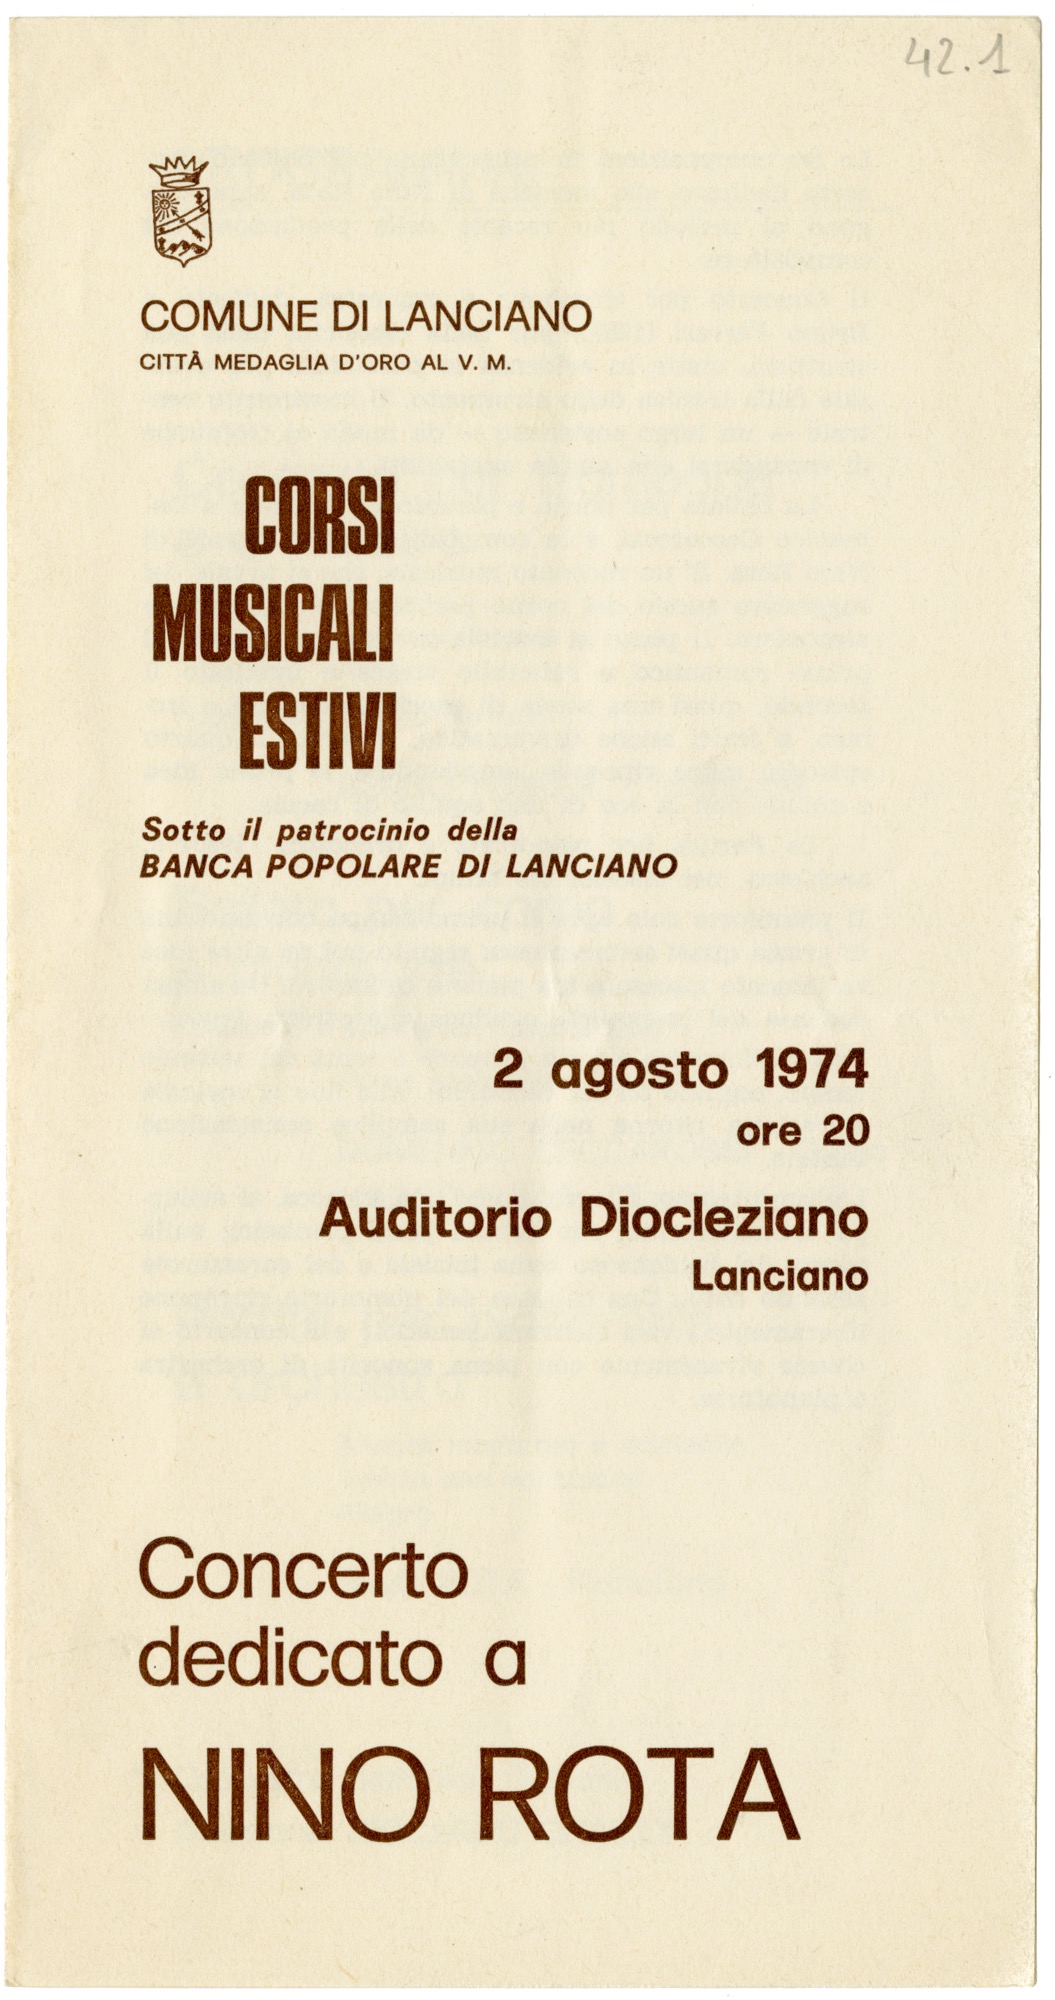 42.1
COMUNE DI LANCIANO
CITTÀ MEDAGLIA D'ORO AL V. M.
CORSI
MUSICALI
ESTIVI
Sotto il patrocinio della
BANCA POPOLARE DI LANCIANO
2 agosto 1974
ore 20
Auditorio Diocleziano
Lanciano
Concerto
dedicato a
NINO ROTA